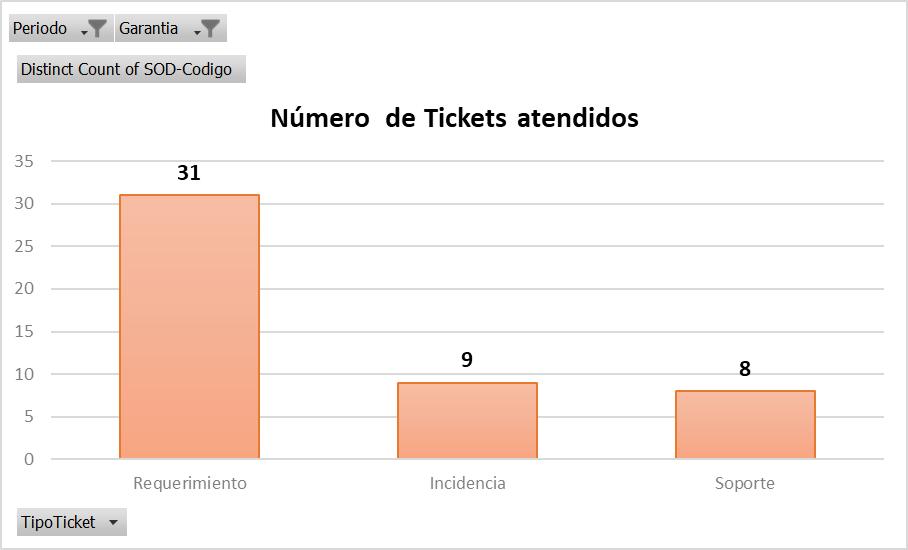 Periodo Garantia
Distinct Count of SOD-Codigo
Número de Tickets atendidos
35
30
25
20
15
10
5
0
31
9
8
Requerimiento Incidencia Soporte
TipoTicket